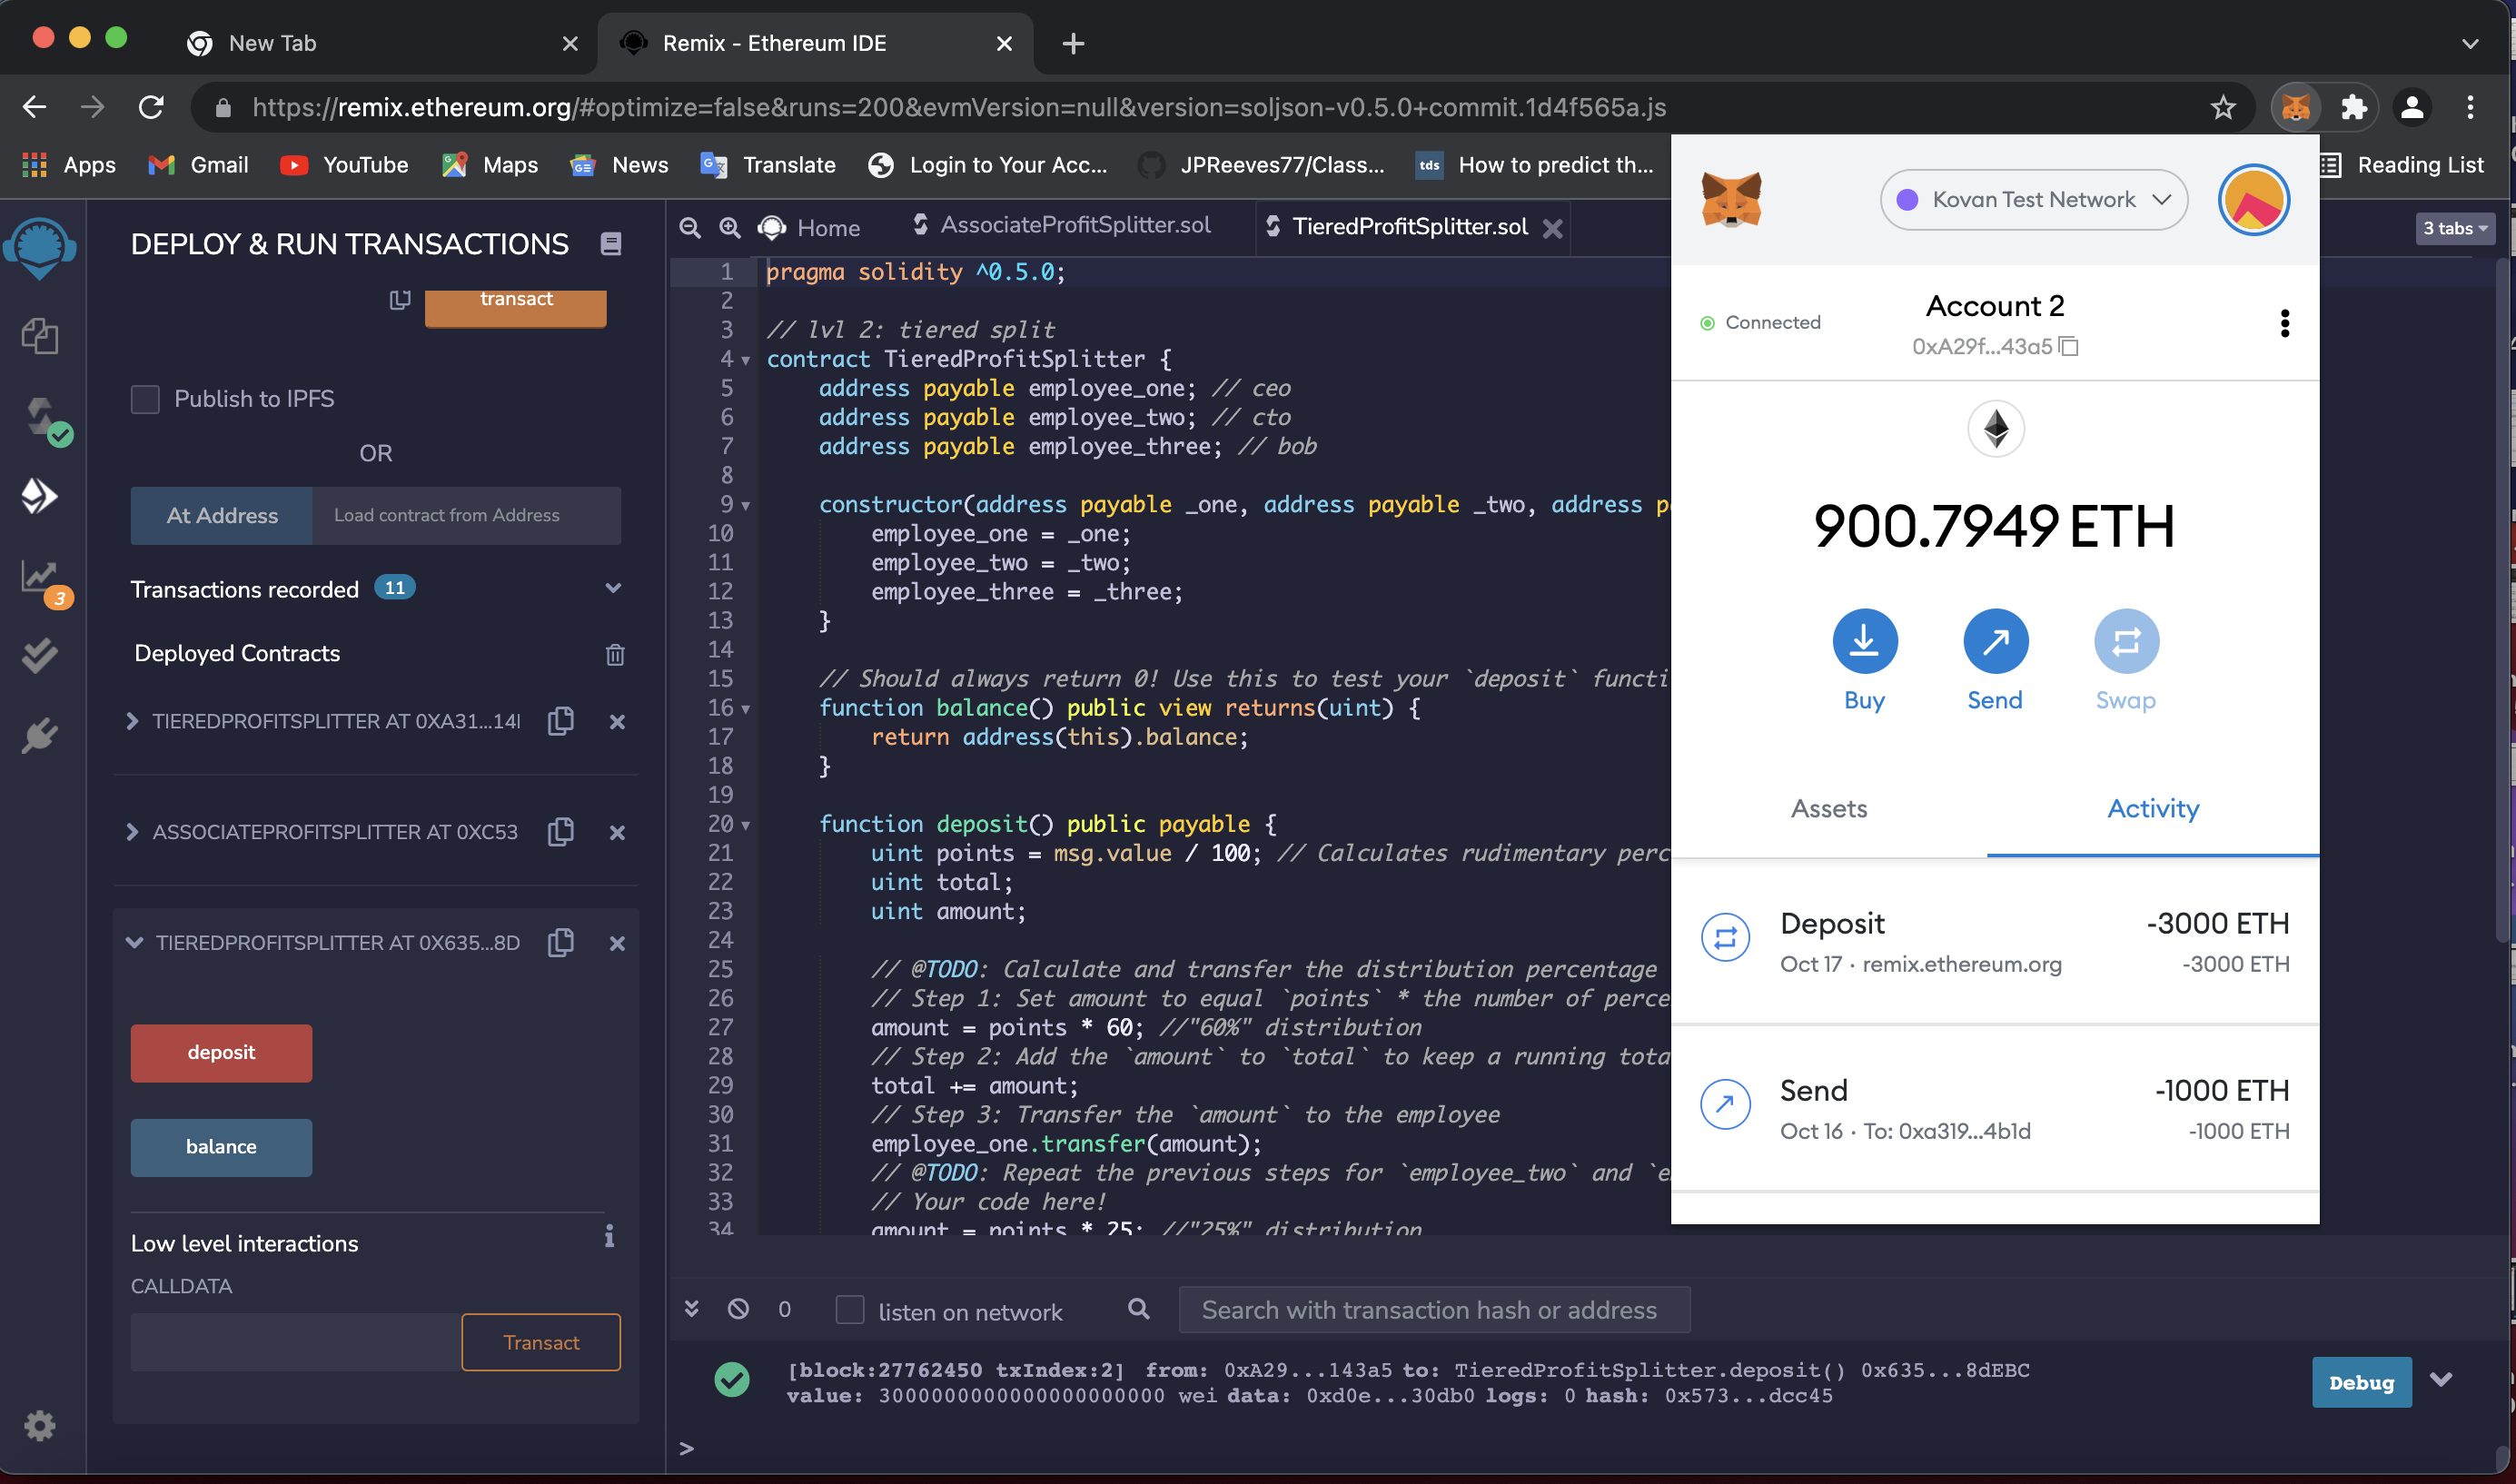 New Tab
Remix - Ethereum IDE
https://remix.ethereum.org/#optimize=false&runs=200&evmVersion=null&version=soljson-v0.5.0+commit.1d4f565a.js
Apps
Gmail
YouTube
Maps
News
Translate
Login to Your Acc...
JPReeves77/Class...
tds
How to predict th...
Reading List
DEPLOY & RUN TRANSACTIONS
transact
Publish to IPFS
OR
At Address
Load contract from Address
Transactions recorded 11
3
Deployed Contracts
TIEREDPROFITSPLITTER AT 0XA31...14
ASSOCIATEPROFITSPLITTER AT 0XC53
TIEREDPROFITSPLITTER AT 0X635...8D
deposit
balance
Low level interactions
i
CALLDATA
Transact
Home
AssociateProfitSplitter.sol
TieredProfitSplitter.sol
3 tabs
1 pragma solidity ^0.5.0;
2
3 // lvl 2: tiered split
4 contract TieredProfitSplitter {
5 address payable employee_one; // ceo
6 address payable employee_two; // cto
7 address payable employee_three; // bob
8
9 constructor(address payable _one, address payable _two, address p
10 employee_one = _one;
11 employee_two = _two;
12 employee_three = _three;
13 }
14
15 // Should always return 0! Use this to test your `deposit` functi
16 function balance() public view returns(uint) {
17 return address(this).balance;
18 }
19
20 function deposit() public payable {
21 uint points = msg.value / 100; // Calculates rudimentary perc
22 uint total;
23 uint amount;
24
25 // @TODO: Calculate and transfer the distribution percentage
26 // Step 1: Set amount to equal `points` * the number of perce
27 amount = points * 60; //"60%" distribution
28 // Step 2: Add the `amount` to `total` to keep a running tota
29 total += amount;
30 // Step 3: Transfer the `amount` to the employee
31 employee_one.transfer(amount);
32 // @TODO: Repeat the previous steps for `employee_two` and `e
33 // Your code here!
34 amount = points * 25; //"25%" distribution
Kovan Test Network
Connected
Account 2
0xA29f...43a5
900.7949 ETH
Buy
Send
Swap
Assets
Activity
Deposit
-3000 ETH
Oct 17 · remix.ethereum.org
-3000 ETH
Send
-1000 ETH
Oct 16 · To: 0xa319...4b1d
-1000 ETH
0
listen on network
Search with transaction hash or address
[block:27762450 txIndex:2] from: 0xA29...143a5 to: TieredProfitSplitter.deposit() 0x635...8dEBC
value: 3000000000000000000000 wei data: 0xd0e...30db0 logs: 0 hash: 0x573...dcc45
Debug
>